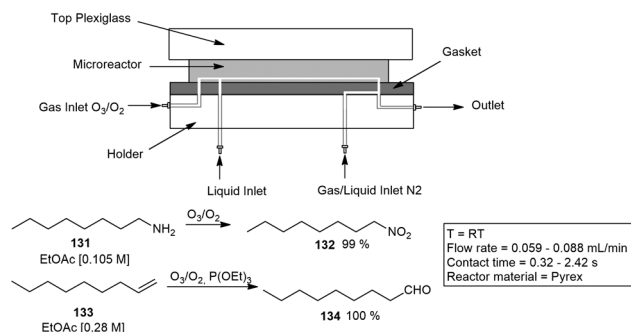 Top Plexiglass
Microreactor
Gasket
Gas Inlet O₃/O₂
Outlet
Holder
Liquid Inlet
Gas/Liquid Inlet N2
NH₂
O₃/O₂
NO₂
131
132 99 %
EtOAc [0.105 M]
T = RT
Flow rate = 0.059 - 0.088 mL/min
Contact time = 0.32 - 2.42 s
Reactor material = Pyrex
O₃/O₂, P(OEt)₃
CHO
133
134 100 %
EtOAc [0.28 M]